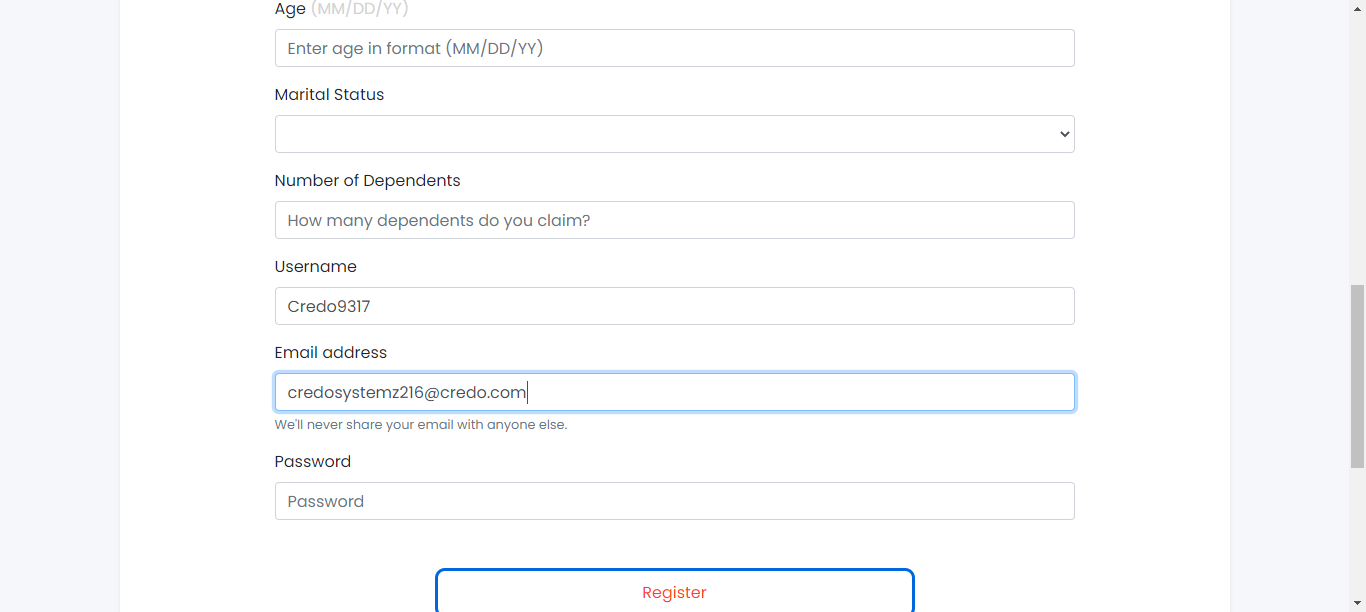 Age (MM/DD/YY)
Enter age in format (MM/DD/YY)
Marital Status
Number of Dependents
How many dependents do you claim?
Username
Credo9317
Email address
credosystemz216@credo.com
We'll never share your email with anyone else.
Password
Password
Register